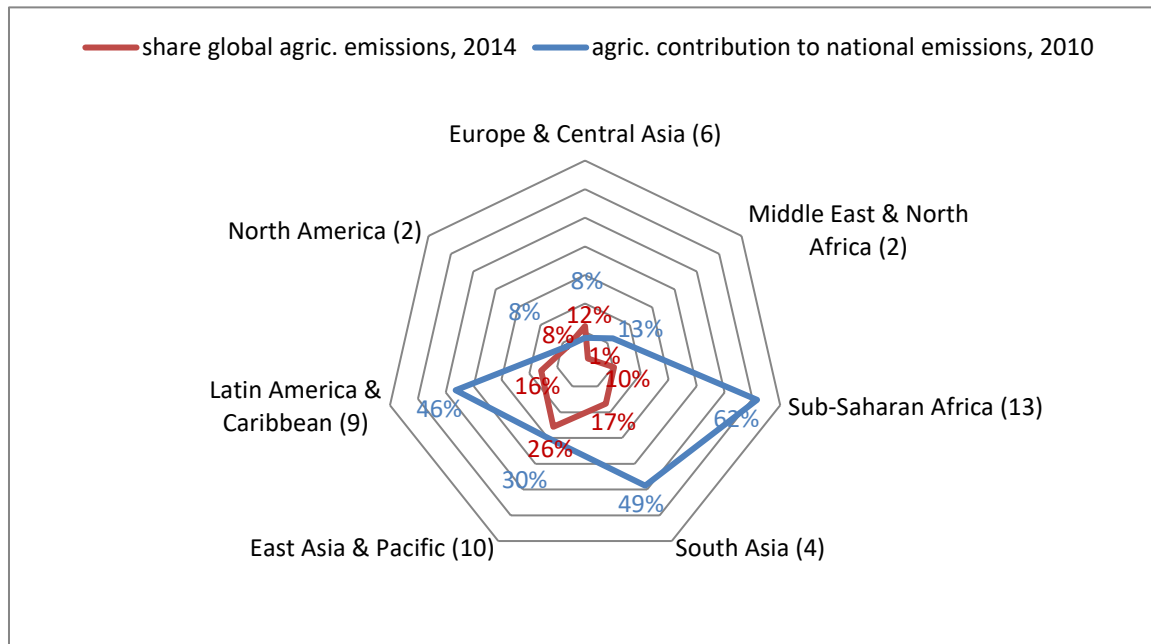 share global agric. emissions, 2014
agric. contribution to national emissions, 2010
Europe & Central Asia (6)
Middle East & North
Africa (2)
North America (2)
8%
8%
12%
13%
8%
1%
10%
16%
Latin America &
Caribbean (9)
46%
Sub-Saharan Africa (13)
62%
17%
26%
30%
49%
East Asia & Pacific (10)
South Asia (4)